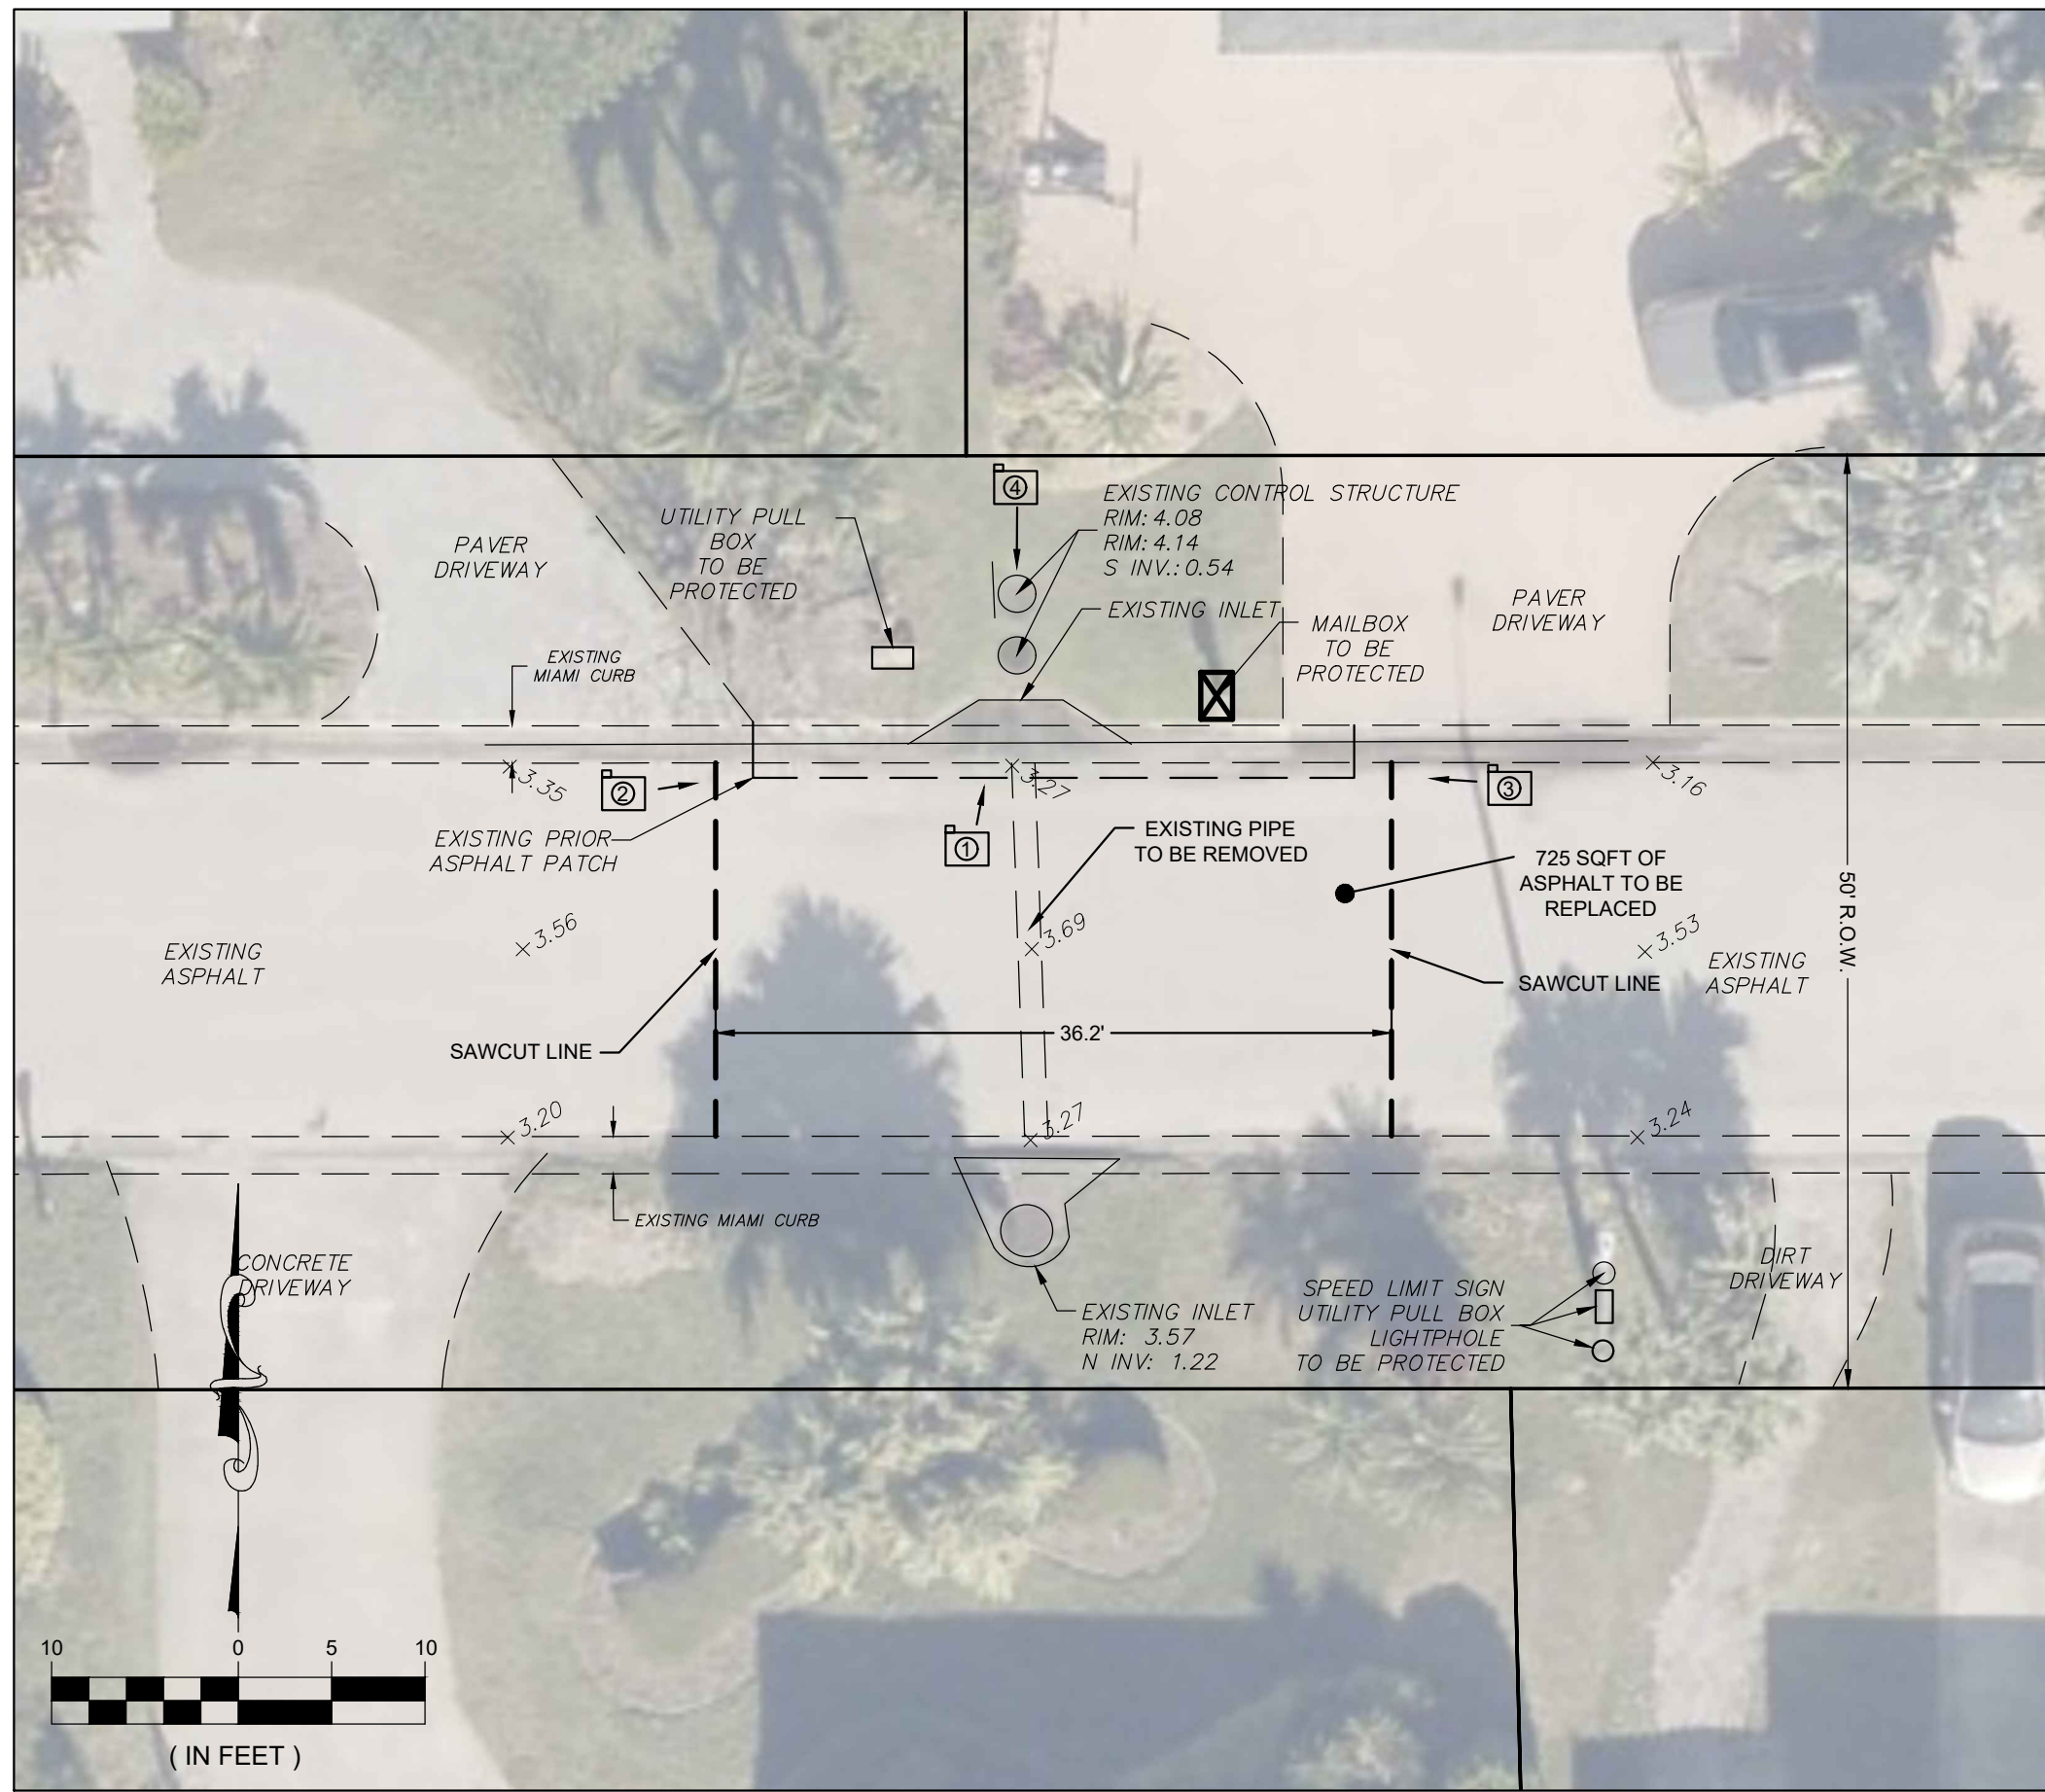 4
EXISTING CONTROL STRUCTURE
RIM: 4.08
RIM: 4.14
S INV.: 0.54
UTILITY PULL
BOX
TO BE
PROTECTED
PAVER
DRIVEWAY
EXISTING INLET
MAILBOX
TO BE
PROTECTED
PAVER
DRIVEWAY
EXISTING
MIAMI CURB
3.35
2
3.27
3
3.16
EXISTING PRIOR
ASPHALT PATCH
1
EXISTING PIPE
TO BE REMOVED
725 SQFT OF
ASPHALT TO BE
REPLACED
50' R.O.W.
3.56
3.69
3.53
EXISTING
ASPHALT
EXISTING
ASPHALT
SAWCUT LINE
SAWCUT LINE
36.2'
3.20
3.27
3.24
EXISTING MIAMI CURB
CONCRETE
DRIVEWAY
DIRT
DRIVEWAY
EXISTING INLET
RIM: 3.57
N INV: 1.22
SPEED LIMIT SIGN
UTILITY PULL BOX
LIGHTPHOLE
TO BE PROTECTED
10 0 5 10
( IN FEET )